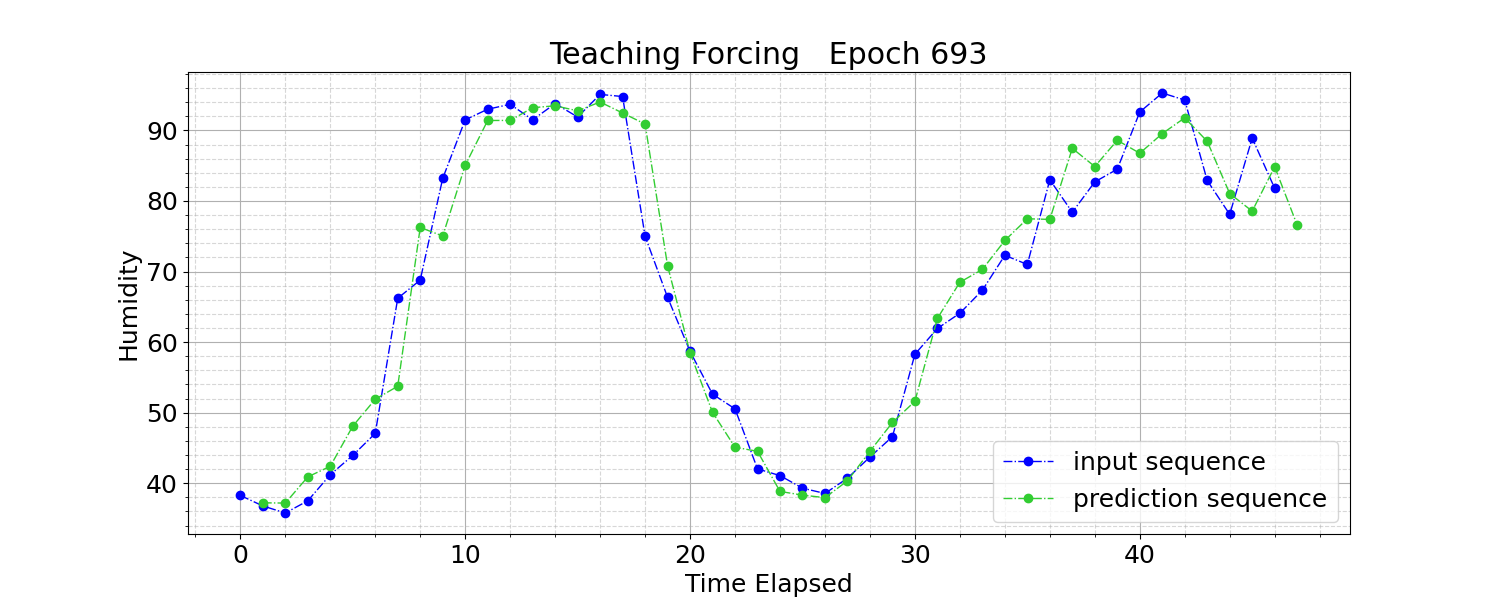 Teaching Forcing   Epoch 693
Humidity
90
80
70
60
50
40
0 10 20 30 40
Time Elapsed
input sequence
prediction sequence